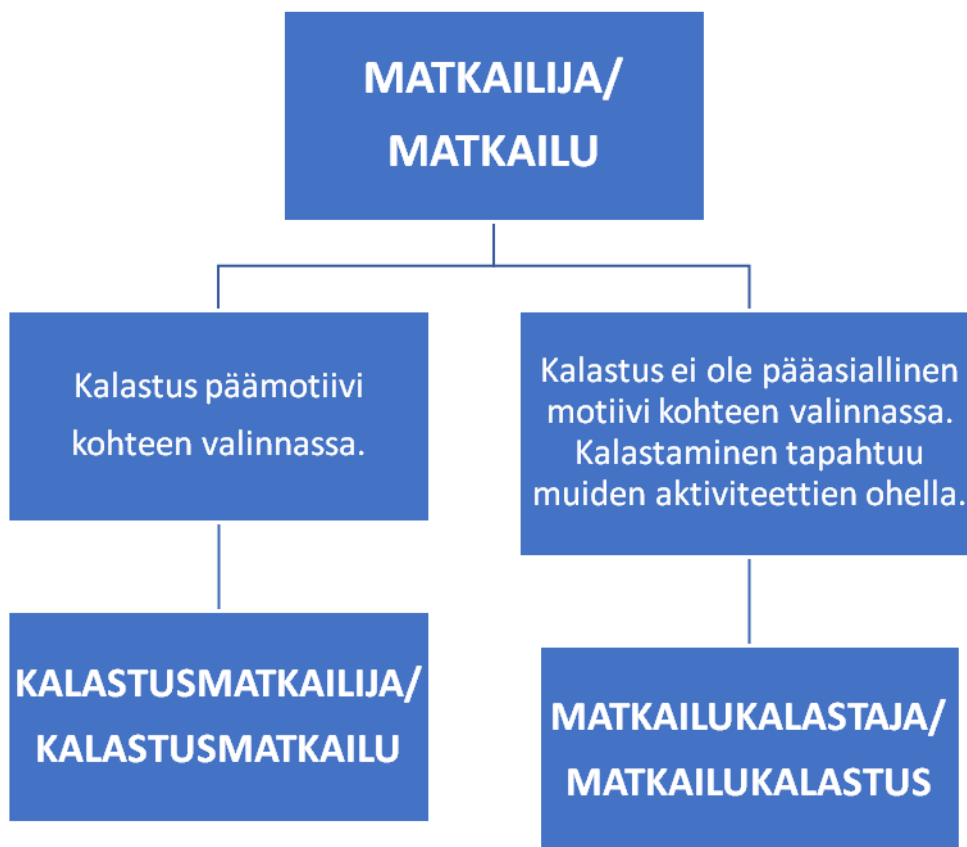 MATKAILIJA/
MATKAILU
Kalastus päämotiivi
kohteen valinnassa.
Kalastus ei ole pääasiallinen
motiivi kohteen valinnassa.
Kalastaminen tapahtuu
muiden aktiviteettien ohella.
KALASTUSMATKAILIJA/
KALASTUSMATKAILU
MATKAILUKALASTAJA/
MATKAILUKALASTUS